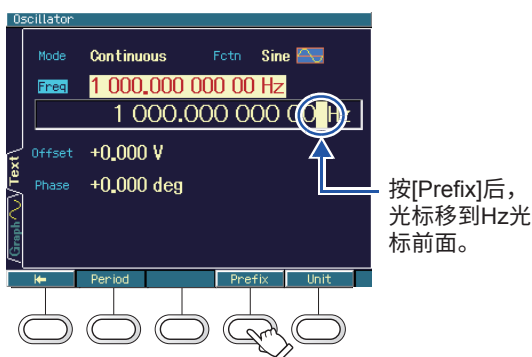 Oscillator
Mode Continuous Fctn Sine
Freq 1 000.000 000 00 Hz
1 000.000 000 00 Hz
Offset +0.000 V
Phase +0.000 deg
Text
Graph
按[Prefix]后，
光标移到Hz光
标前面。
Period Prefix Unit